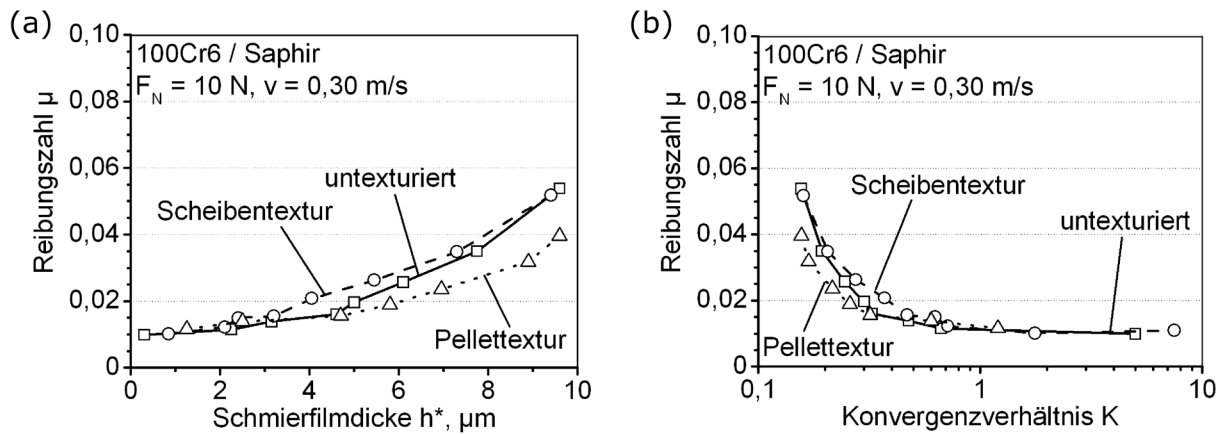 (a)
0,10
0,08
0,06
0,04
0,02
0
Reibungszahl µ
100Cr6 / Saphir
F_N = 10 N, v = 0,30 m/s
untexturiert
Scheibentextur
Pellettextur
0 2 4 6 8 10
Schmierfilmdicke h*, µm
(b)
0,10
0,08
0,06
0,04
0,02
0
Reibungszahl µ
100Cr6 / Saphir
F_N = 10 N, v = 0,30 m/s
Scheibentextur
untexturiert
Pellettextur
0,1 1 10
Konvergenzverhältnis K